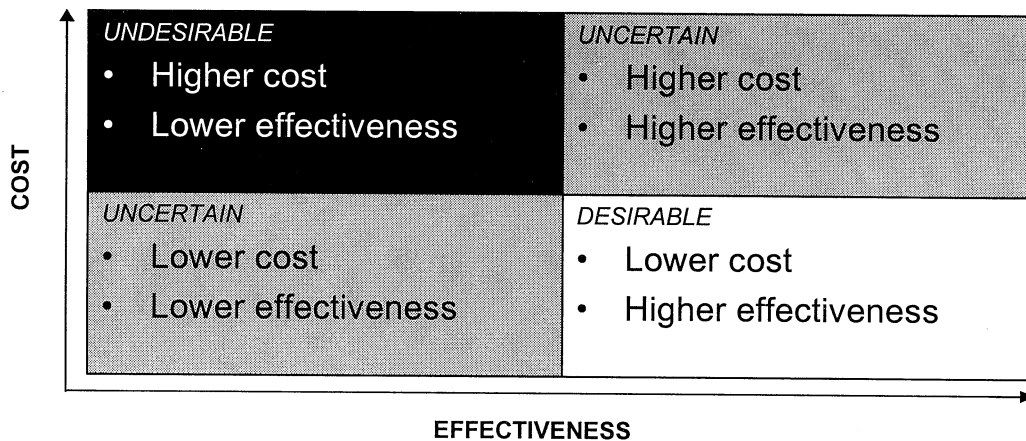 UNDESIRABLE
• Higher cost
• Lower effectiveness
UNCERTAIN
• Higher cost
• Higher effectiveness
UNCERTAIN
• Lower cost
• Lower effectiveness
DESIRABLE
• Lower cost
• Higher effectiveness
COST
EFFECTIVENESS